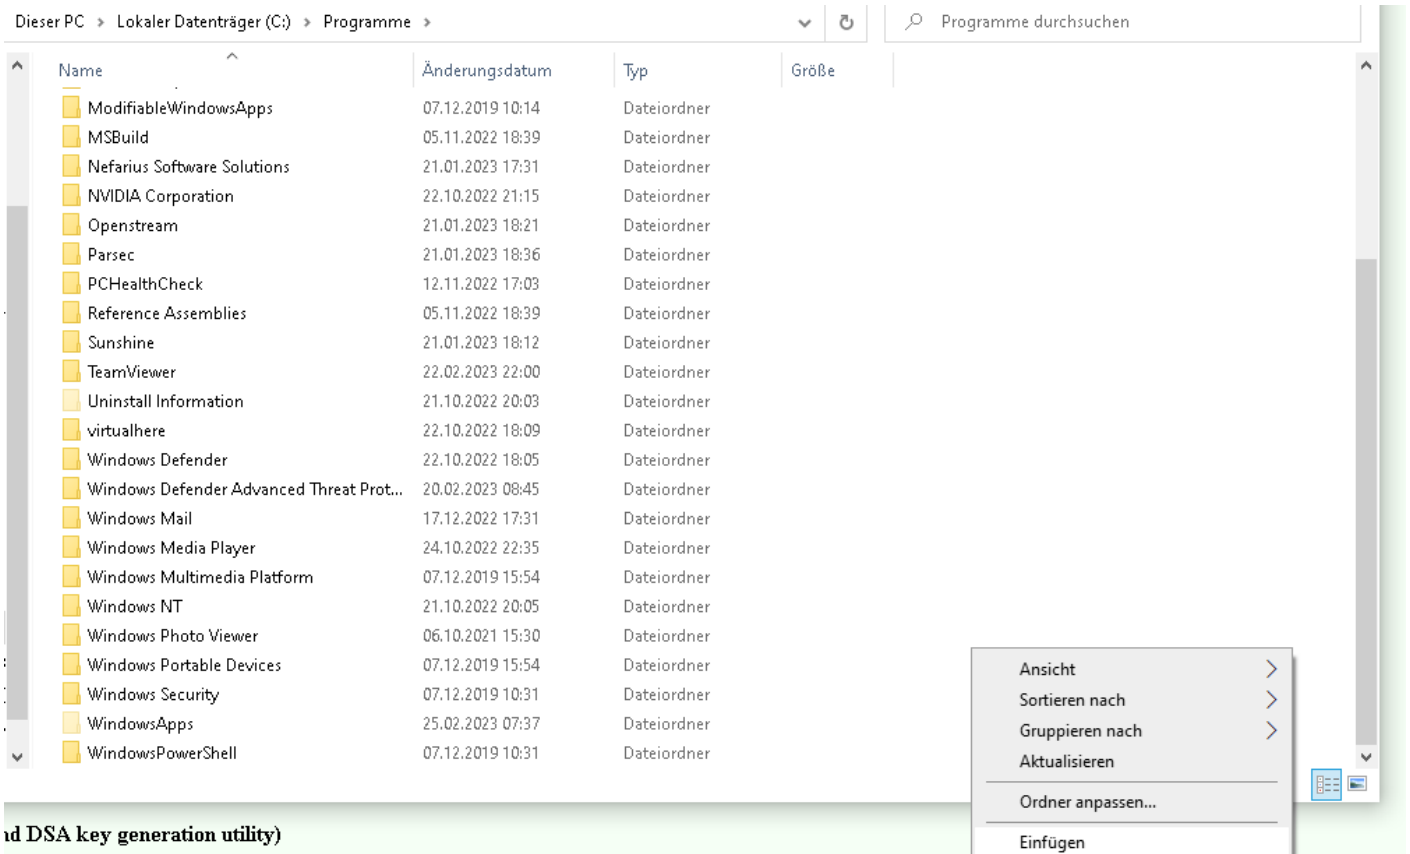 Dieser PC > Lokaler Datenträger (C:) > Programme >
Programme durchsuchen
Name Änderungsdatum Typ Größe
ModifiableWindowsApps 07.12.2019 10:14 Dateiordner
MSBuild 05.11.2022 18:39 Dateiordner
Nefarius Software Solutions 21.01.2023 17:31 Dateiordner
NVIDIA Corporation 22.10.2022 21:15 Dateiordner
Openstream 21.01.2023 18:21 Dateiordner
Parsec 21.01.2023 18:36 Dateiordner
PCHealthCheck 12.11.2022 17:03 Dateiordner
Reference Assemblies 05.11.2022 18:39 Dateiordner
Sunshine 21.01.2023 18:12 Dateiordner
TeamViewer 22.02.2023 22:00 Dateiordner
Uninstall Information 21.10.2022 20:03 Dateiordner
virtualhere 22.10.2022 18:09 Dateiordner
Windows Defender 22.10.2022 18:05 Dateiordner
Windows Defender Advanced Threat Prot... 20.02.2023 08:45 Dateiordner
Windows Mail 17.12.2022 17:31 Dateiordner
Windows Media Player 24.10.2022 22:35 Dateiordner
Windows Multimedia Platform 07.12.2019 15:54 Dateiordner
Windows NT 21.10.2022 20:05 Dateiordner
Windows Photo Viewer 06.10.2021 15:30 Dateiordner
Windows Portable Devices 07.12.2019 15:54 Dateiordner
Windows Security 07.12.2019 10:31 Dateiordner
WindowsApps 25.02.2023 07:37 Dateiordner
WindowsPowerShell 07.12.2019 10:31 Dateiordner
Ansicht
Sortieren nach
Gruppieren nach
Aktualisieren
Ordner anpassen...
Einfügen
DSA key generation utility)